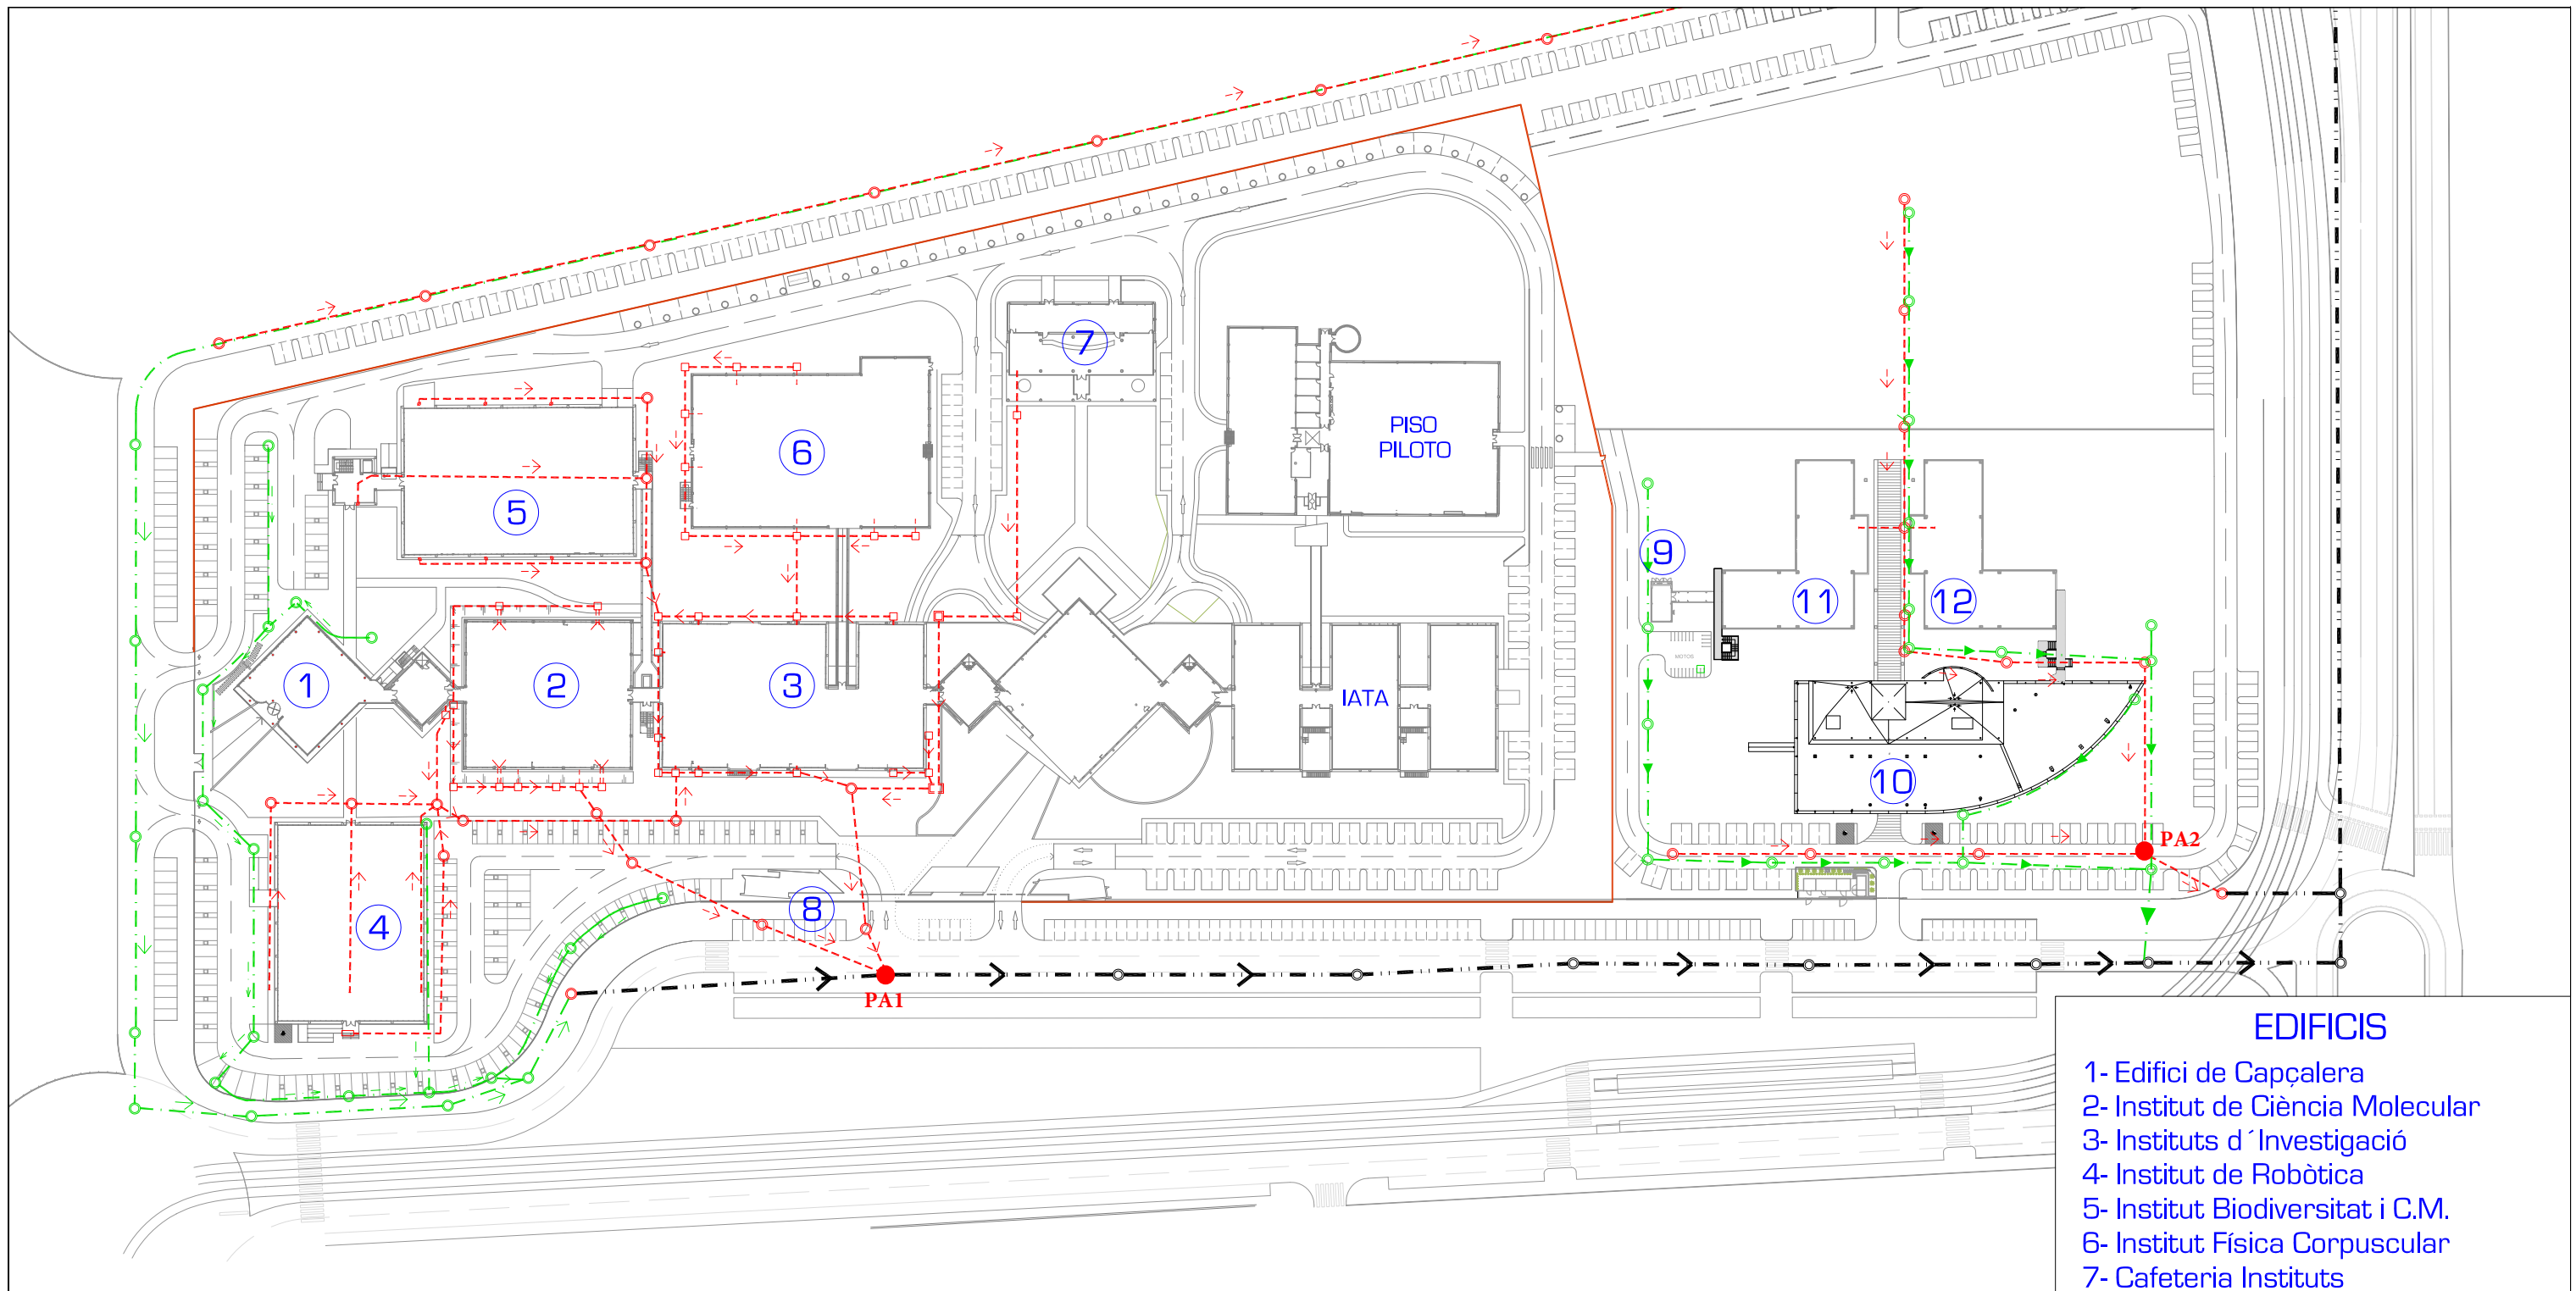 7
6
PISO
PILOTO
5
9
11
12
MOTOS
1
2
3
IATA
10
PA2
4
8
PA1
EDIFICIS
1- Edifici de Capçalera
2- Institut de Ciència Molecular
3- Instituts d´Investigació
4- Institut de Robòtica
5- Institut Biodiversitat i C.M.
6- Institut Física Corpuscular
7- Cafeteria Instituts